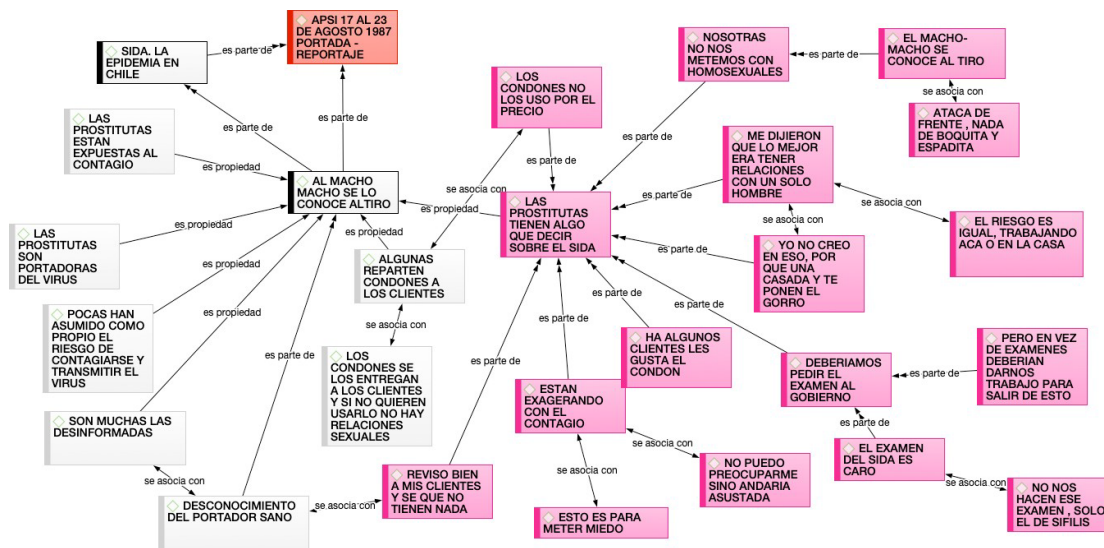 APSI 17 AL 23
DE AGOSTO 1987
PORTADA -
REPORTAJE
SIDA. LA
EPIDEMIA EN
CHILE
es parte de
es parte de
es parte de
LAS
PROSTITUTAS
ESTAN
EXPUESTAS AL
CONTAGIO
es propiedad
AL MACHO
MACHO SE LO
CONOCE ALTIRO
es propiedad
LAS
PROSTITUTAS
SON
PORTADORAS
DEL VIRUS
es propiedad
POCAS HAN
ASUMIDO COMO
PROPIO EL
RIESGO DE
CONTAGIARSE Y
TRANSMITIR EL
VIRUS
es propiedad
es propiedad
ALGUNAS
REPARTEN
CONDONES A
LOS CLIENTES
es propiedad
se asocia con
se asocia con
LOS
CONDONES SE
LOS ENTREGAN
A LOS CLIENTES
Y SI NO QUIEREN
USARLO NO HAY
RELACIONES
SEXUALES
es parte de
es parte de
SON MUCHAS LAS
DESINFORMADAS
se asocia con
DESCONOCIMIENTO
DEL PORTADOR SANO
se asocia con
REVISO BIEN
A MIS CLIENTES
Y SE QUE NO
TIENEN NADA
es parte de
LOS
CONDONES NO
LOS USO POR EL
PRECIO
es parte de
LAS
PROSTITUTAS
TIENEN ALGO
QUE DECIR
SOBRE EL SIDA
NOSOTRAS
NO NOS
METEMOS CON
HOMOSEXUALES
es parte de
es parte de
EL MACHO-
MACHO SE
CONOCE AL TIRO
se asocia con
ATACA DE
FRENTE , NADA
DE BOQUITA Y
ESPADITA
ME DIJERON
QUE LO MEJOR
ERA TENER
RELACIONES
CON UN SOLO
HOMBRE
es parte de
se asocia con
se asocia con
EL RIESGO ES
IGUAL, TRABAJANDO
ACA O EN LA CASA
YO NO CREO
EN ESO, POR
QUE UNA
CASADA Y TE
PONEN EL
GORRO
es parte de
es parte de
es parte de
es parte de
HA ALGUNOS
CLIENTES LES
GUSTA EL
CONDON
ESTAN
EXAGERANDO
CON EL
CONTAGIO
se asocia con
se asocia con
ESTO ES PARA
METER MIEDO
NO PUEDO
PREOCUPARME
SINO ANDARIA
ASUSTADA
DEBERIAMOS
PEDIR EL
EXAMEN AL
GOBIERNO
es parte de
PERO EN VEZ
DE EXAMENES
DEBERIAN
DARNOS
TRABAJO PARA
SALIR DE ESTO
es parte de
EL EXAMEN
DEL SIDA ES
CARO
se asocia con
NO NOS
HACEN ESE
EXAMEN , SOLO
EL DE SIFILIS